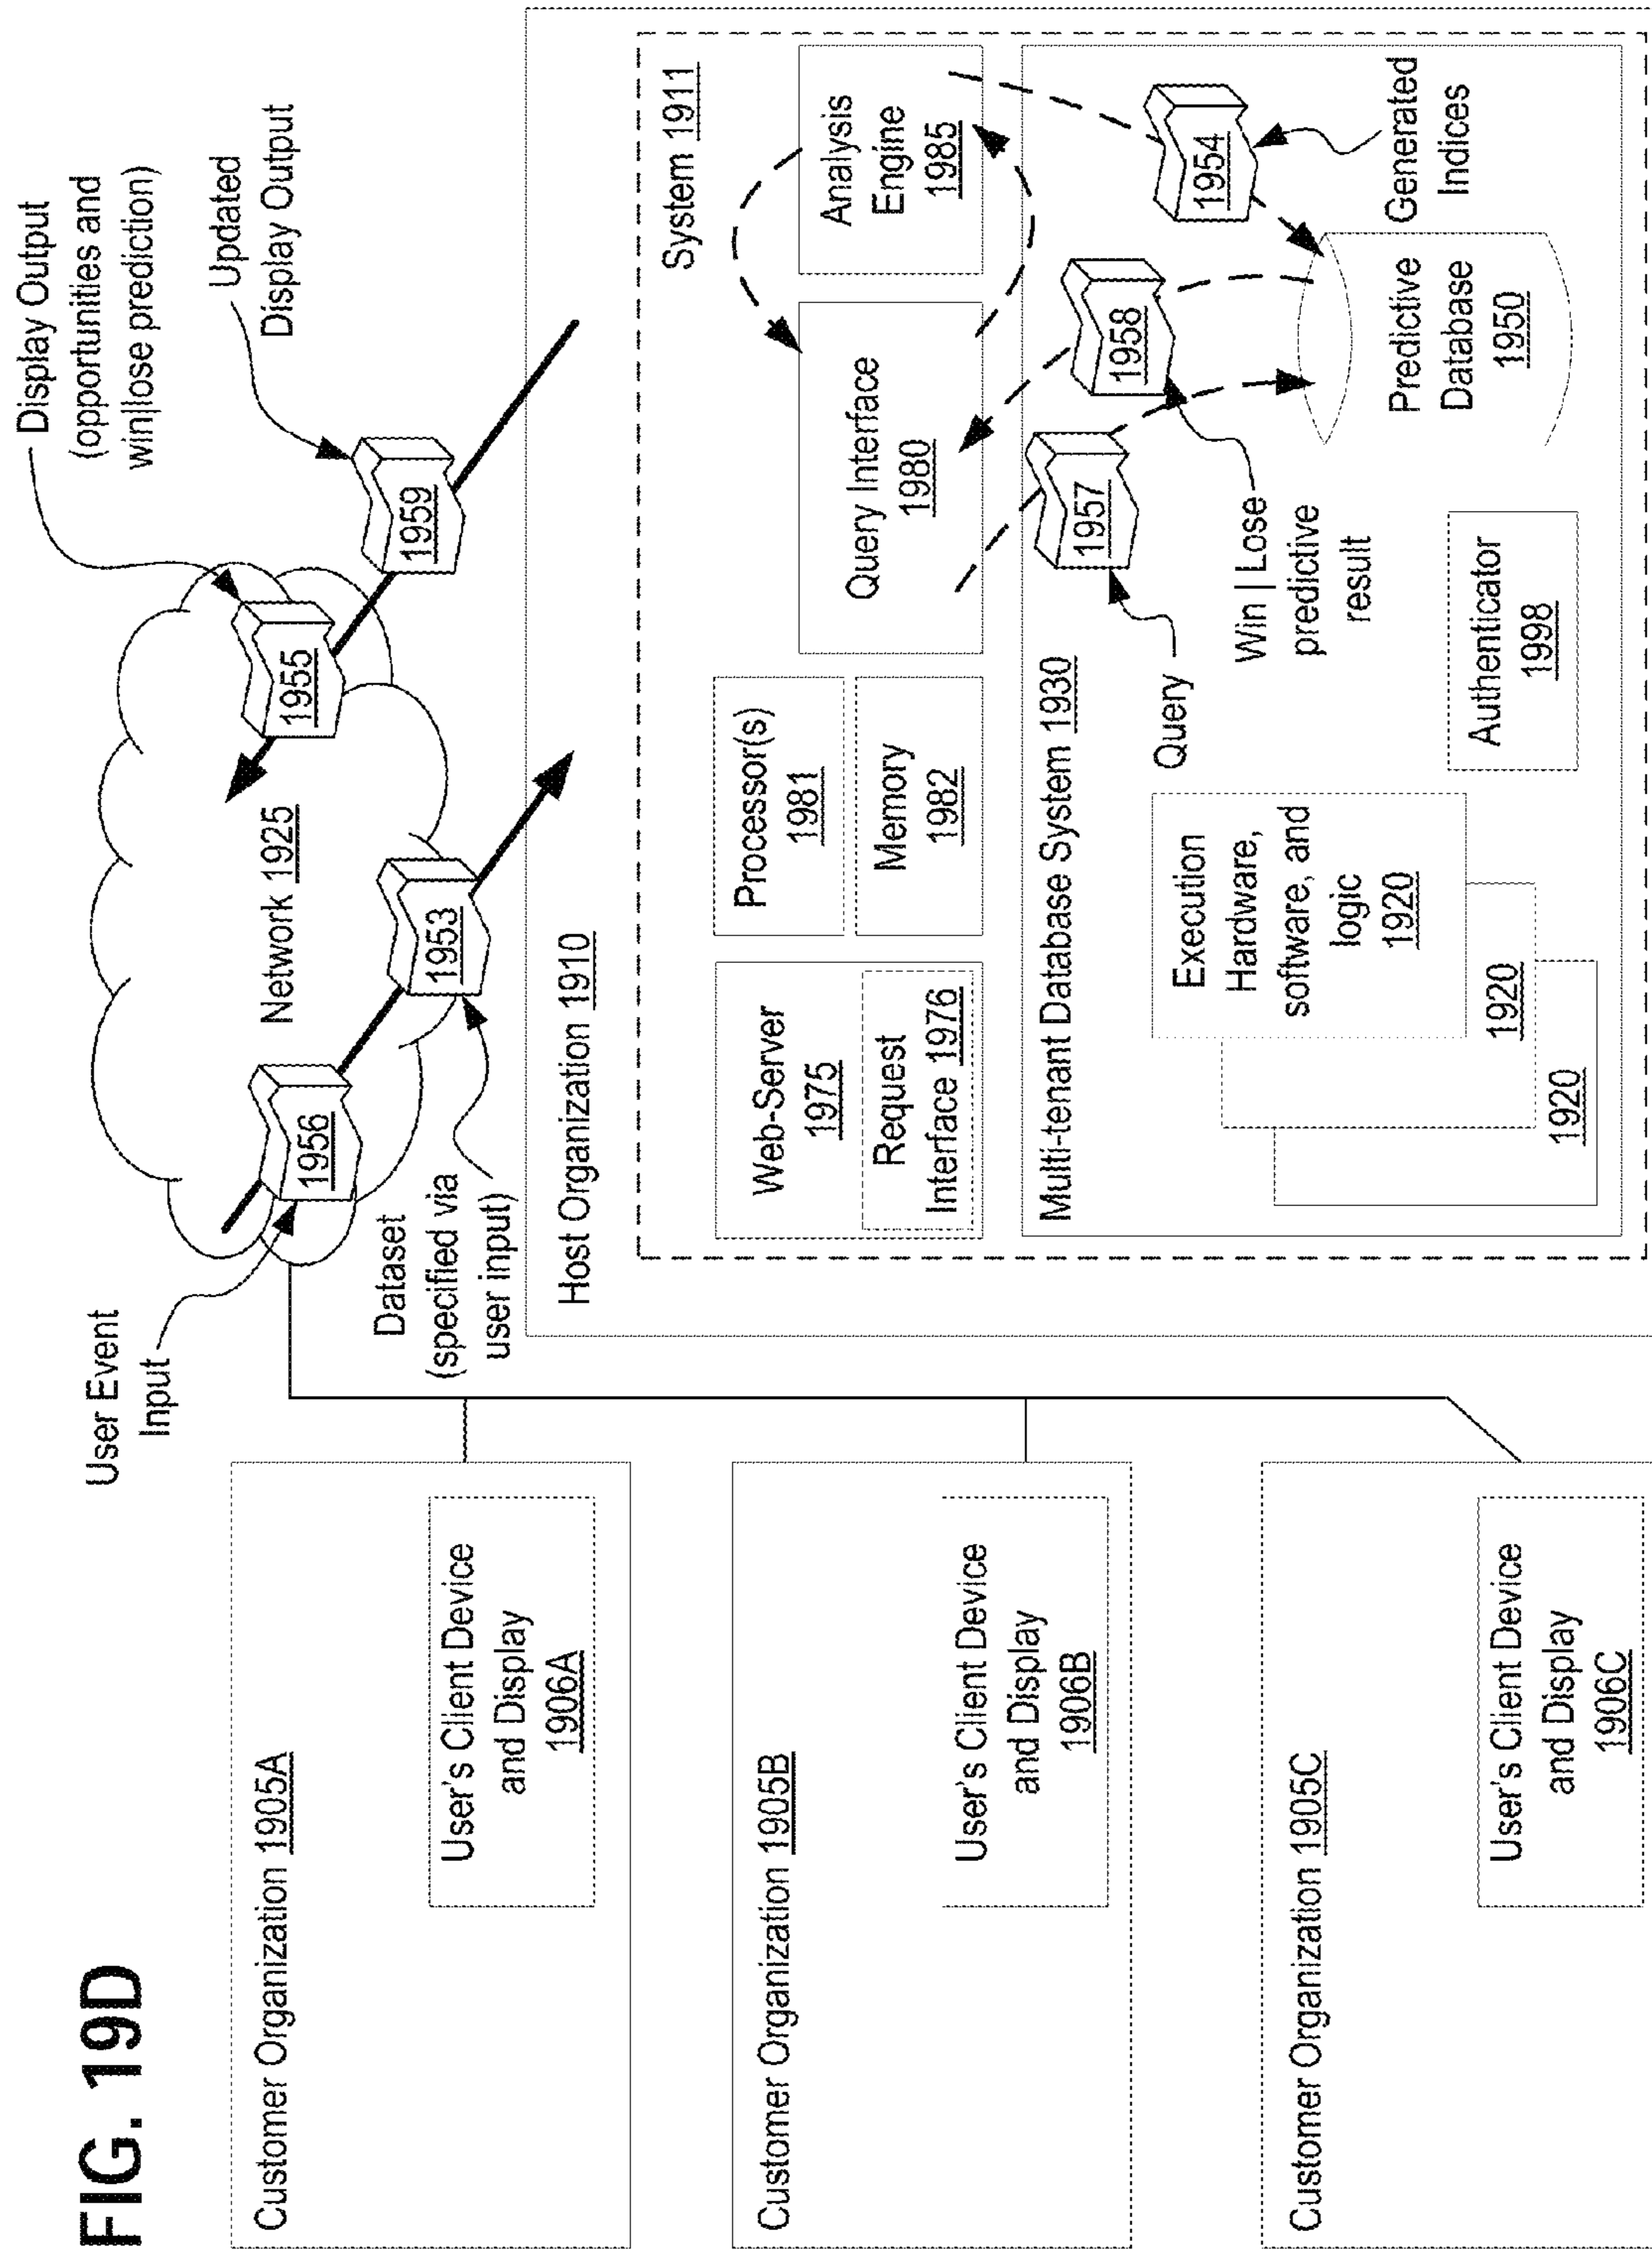 FIG. 19D
Customer Organization 1905A
User's Client Device
and Display
1906A
Customer Organization 1905B
User's Client Device
and Display
1906B
Customer Organization 1905C
User's Client Device
and Display
1906C
User Event
Input
1956
Network 1925
1953
Dataset
(specified via
user input)
1955
Display Output
(opportunities and
win|lose prediction)
1959
Updated
Display Output
Host Organization 1910
System 1911
Web-Server
1975
Request
Interface 1976
Processor(s)
1981
Memory
1982
Query Interface
1980
Analysis
Engine
1985
Multi-tenant Database System 1930
Execution
Hardware,
software, and
logic
1920
1920
1920
Query
1957
1958
Win | Lose
predictive
result
1954
Generated
Indices
Predictive
Database
1950
Authenticator
1998